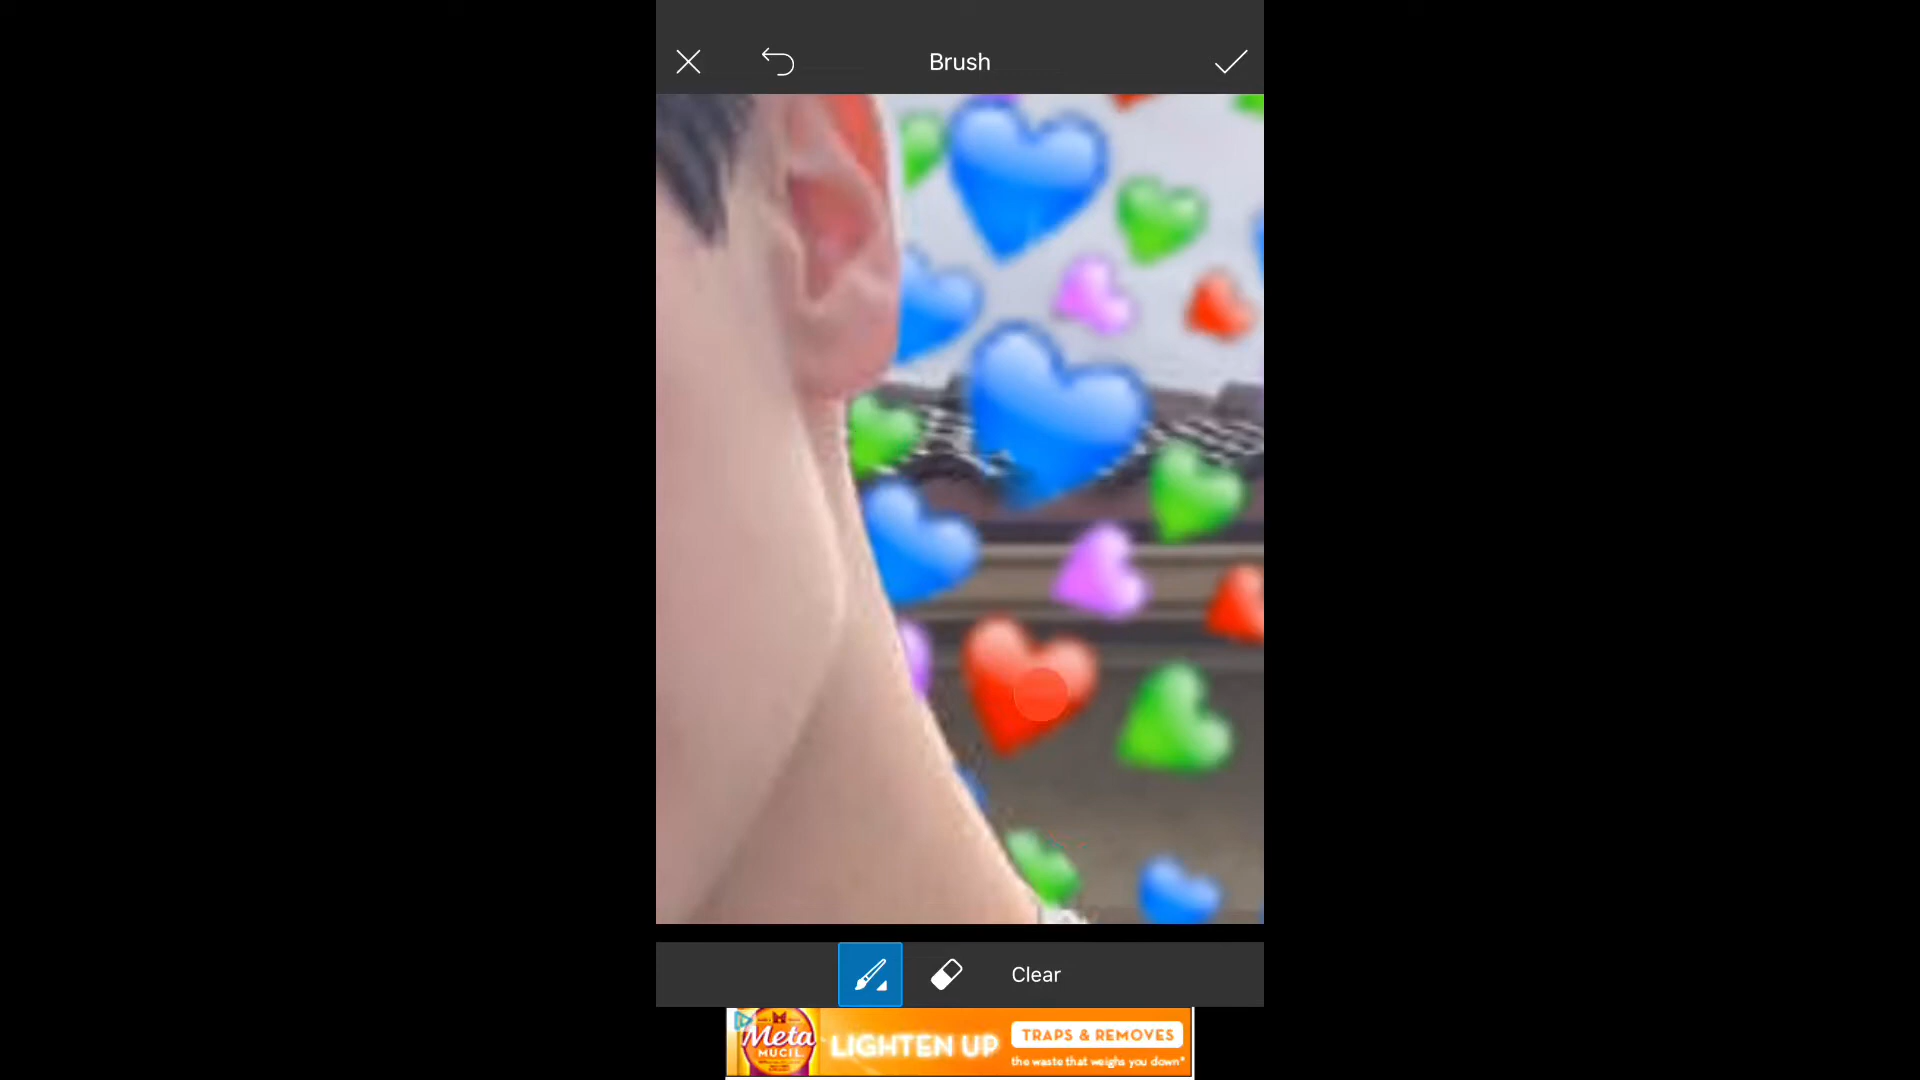 Brush
Clear
Meta
MUCIL
LIGHTEN UP
TRAPS & REMOVES
the waste that weighs you down*